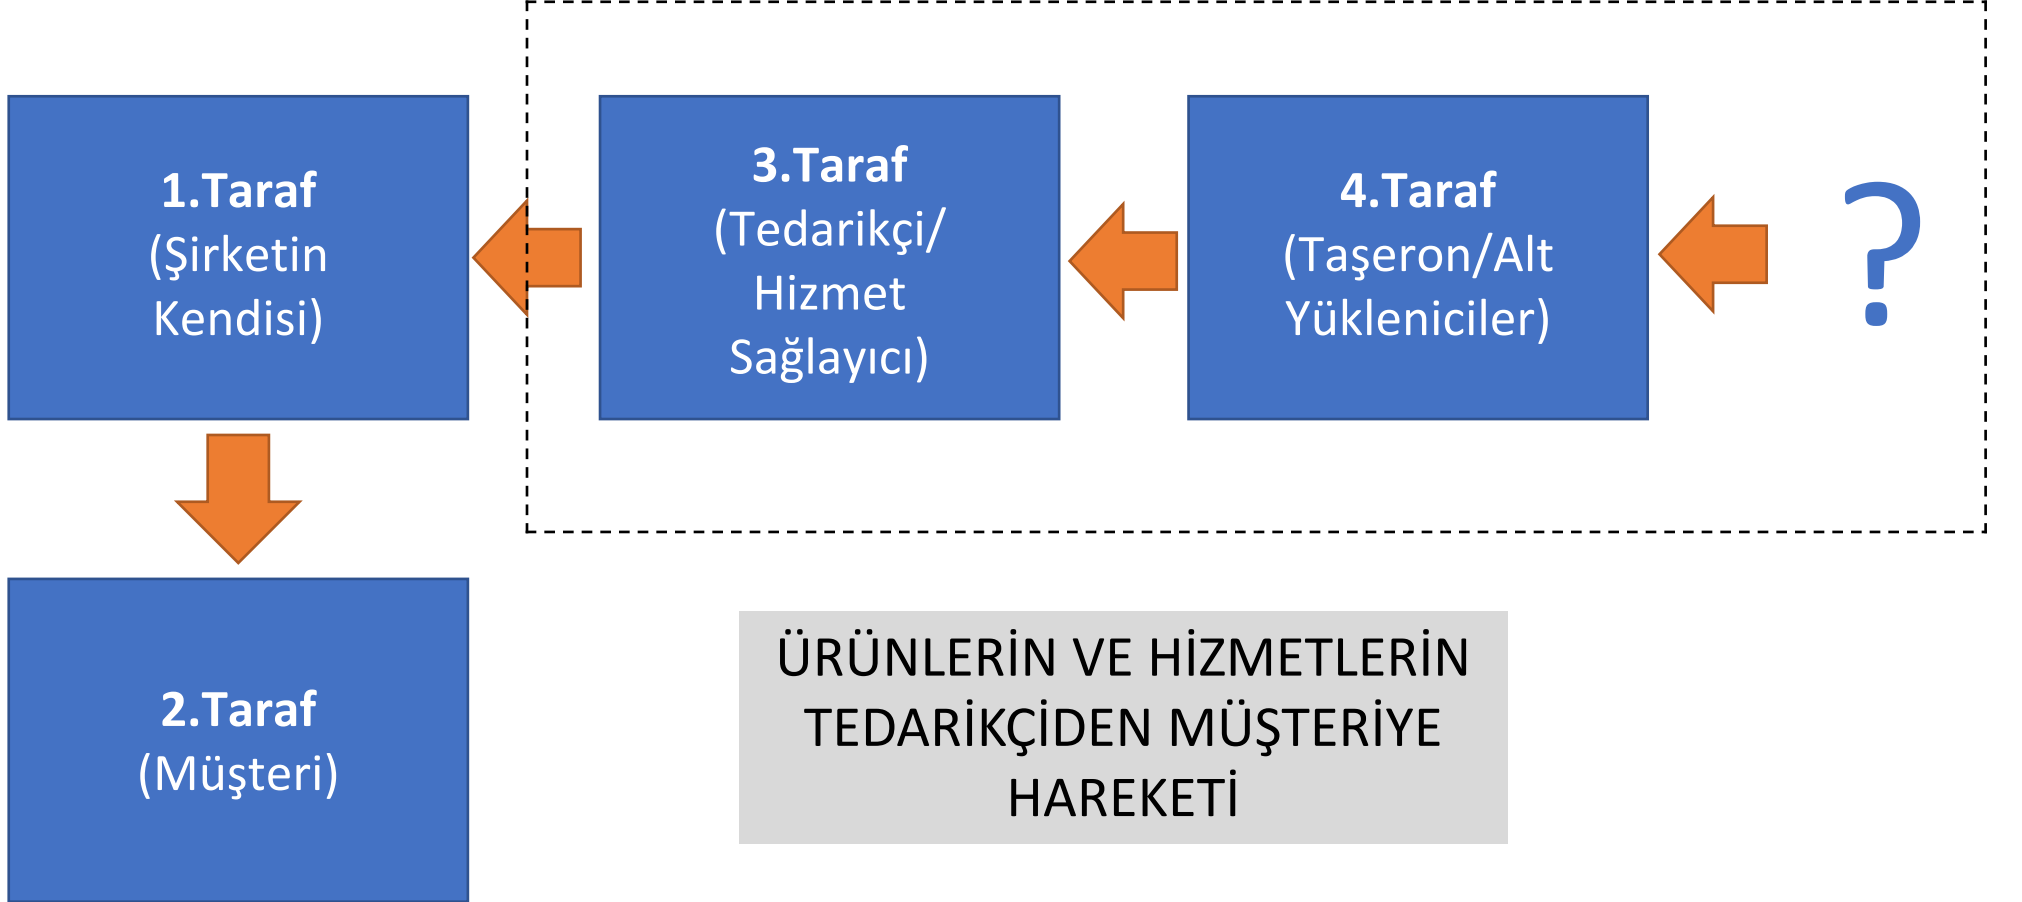 1.Taraf
(Şirketin
Kendisi)
3.Taraf
(Tedarikçi/
Hizmet
Sağlayıcı)
4.Taraf
(Taşeron/Alt
Yükleniciler)
?
2.Taraf
(Müşteri)
ÜRÜNLERİN VE HİZMETLERİN
TEDARİKÇİDEN MÜŞTERİYE
HAREKETİ